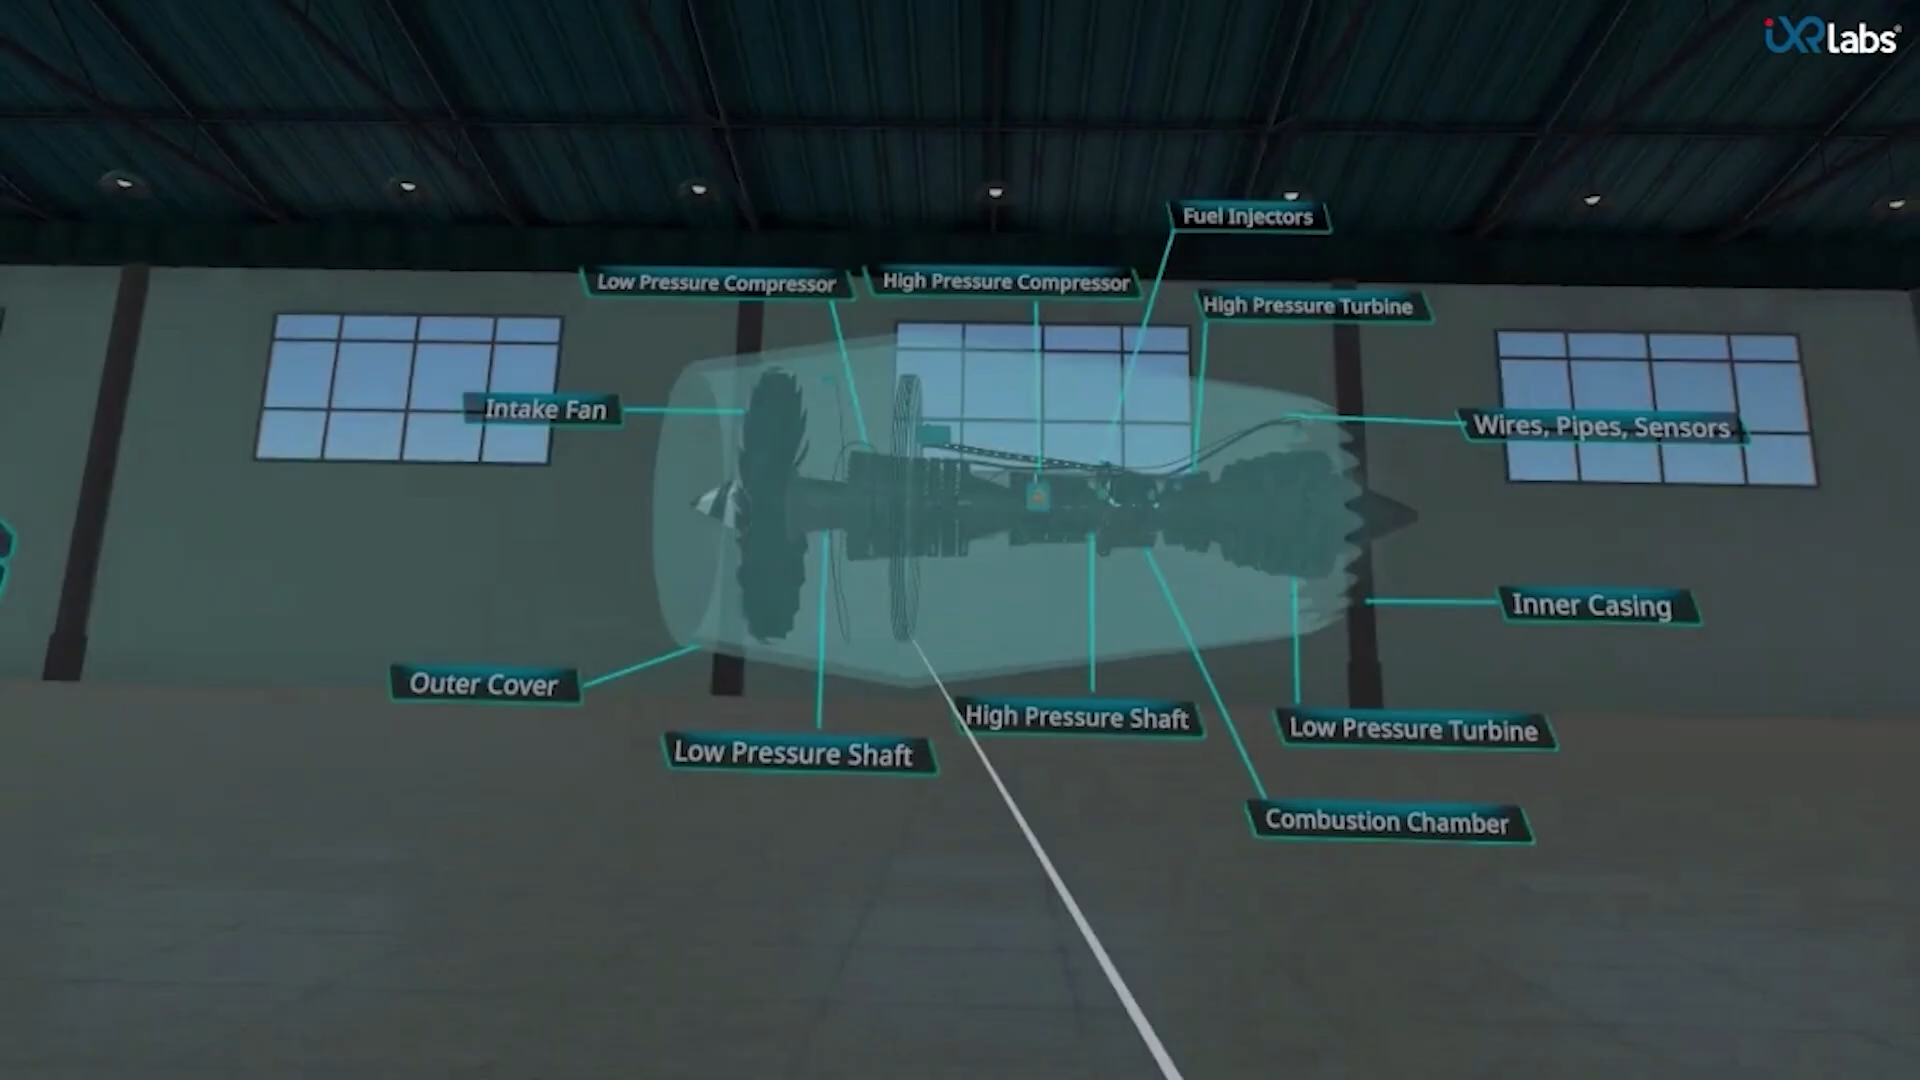 iXRlabs
Fuel Injectors
Low Pressure Compressor
High Pressure Compressor
High Pressure Turbine
Intake Fan
Wires, Pipes, Sensors
Inner Casing
Outer Cover
High Pressure Shaft
Low Pressure Turbine
Low Pressure Shaft
Combustion Chamber